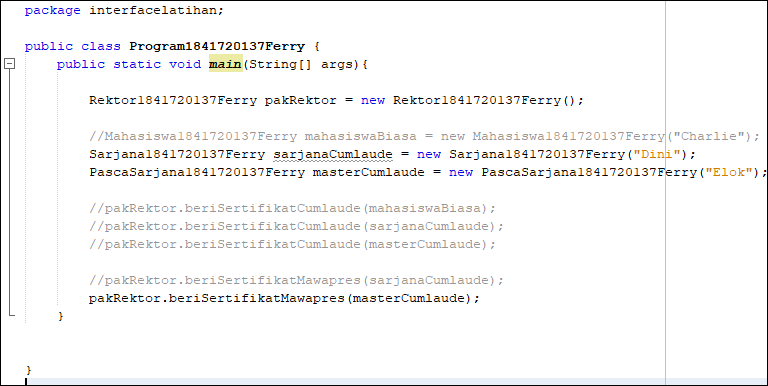 package interfacelatihan;
public class Program1841720137Ferry {
public static void main(String[] args){
Rektor1841720137Ferry pakRektor = new Rektor1841720137Ferry();
//Mahasiswa1841720137Ferry mahasiswaBiasa = new Mahasiswa1841720137Ferry("Charlie");
Sarjana1841720137Ferry sarjanaCumlaude = new Sarjana1841720137Ferry("Dini");
PascaSarjana1841720137Ferry masterCumlaude = new PascaSarjana1841720137Ferry("Elok");
//pakRektor.beriSertifikatCumlaude(mahasiswaBiasa);
//pakRektor.beriSertifikatCumlaude(sarjanaCumlaude);
//pakRektor.beriSertifikatCumlaude(masterCumlaude);
//pakRektor.beriSertifikatMawapres(sarjanaCumlaude);
pakRektor.beriSertifikatMawapres(masterCumlaude);
}
}